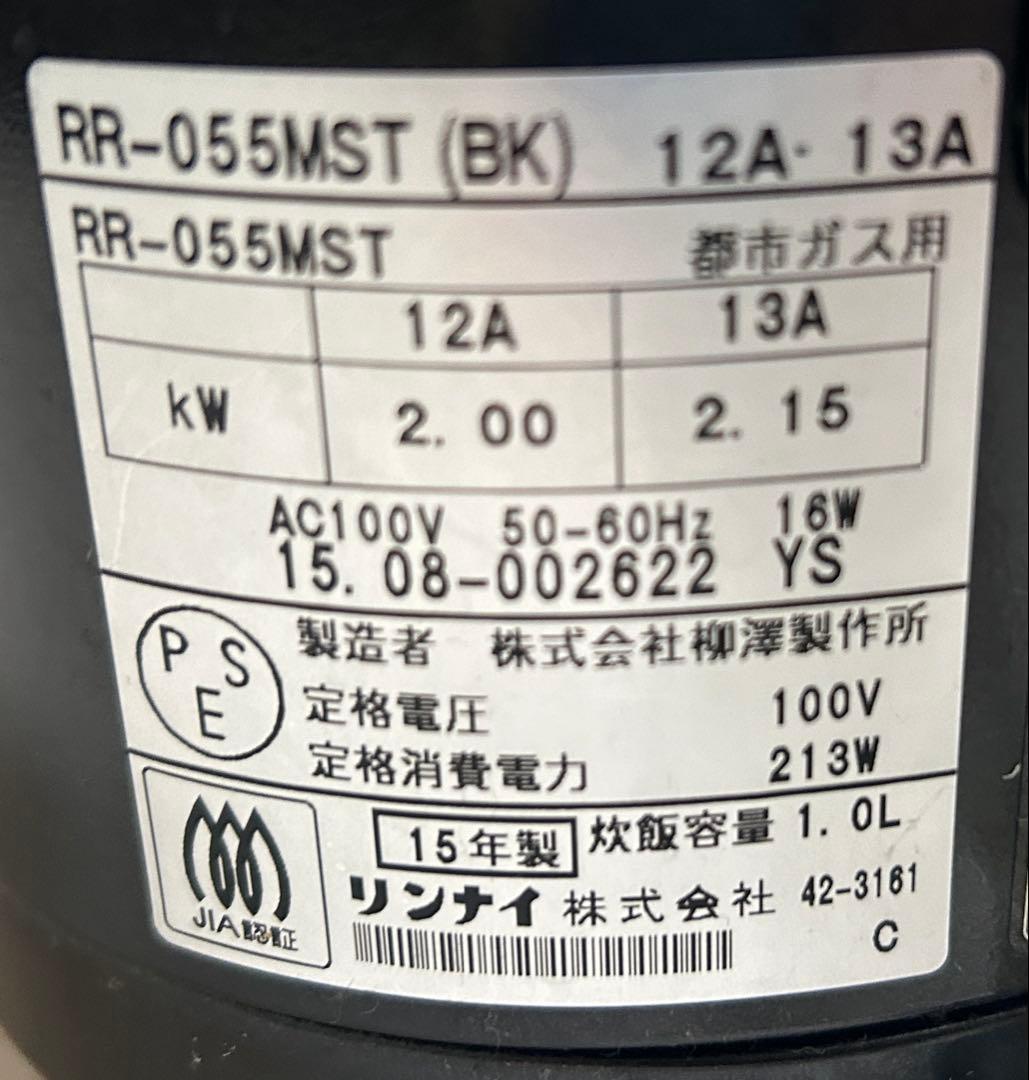 RR-055MST (BK) 12A・13A
RR-055MST 都市ガス用
12A 13A
kW 2.00 2.15
AC100V 50-60Hz 16W
15.08-002622 YS
PSE 製造者 株式会社柳澤製作所
定格電圧 100V
定格消費電力 213W
15年製 炊飯容量 1.0L
リンナイ 株式会社 42-3161
JIA認証 C